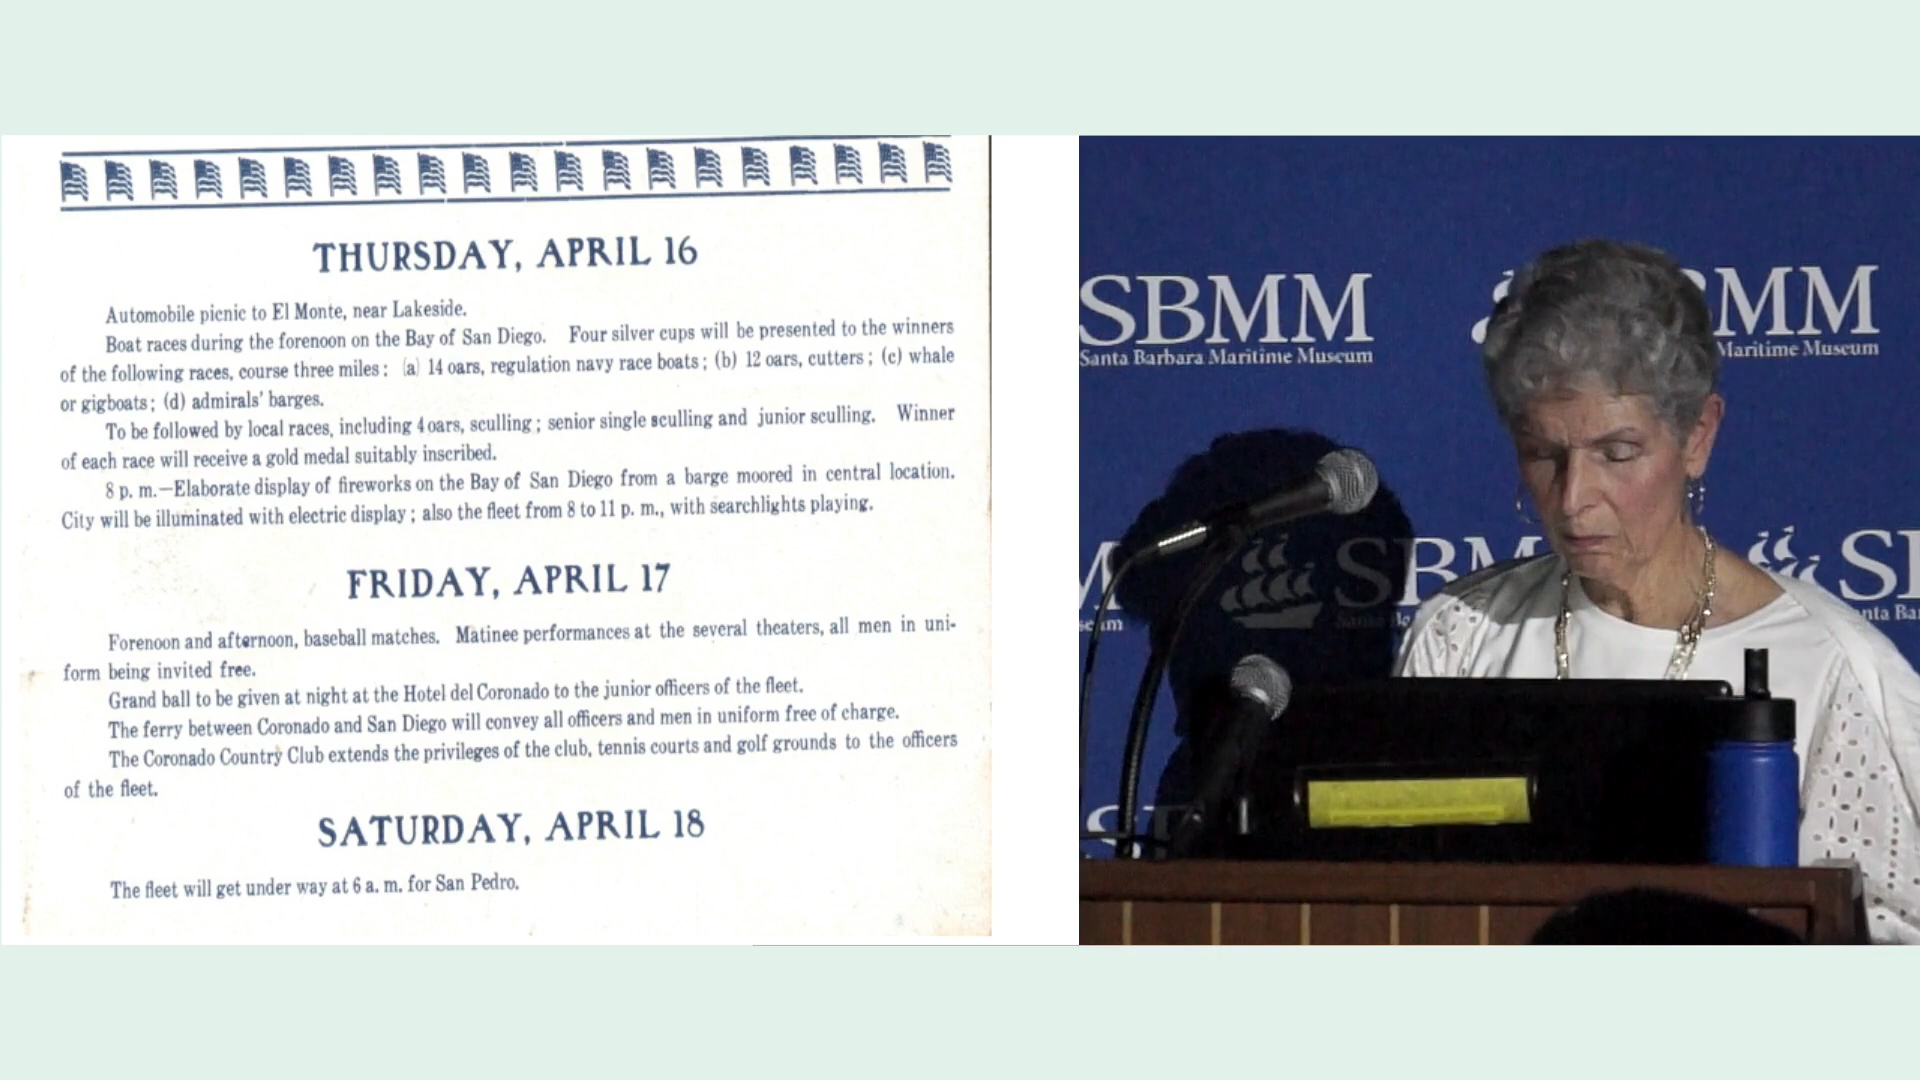 THURSDAY, APRIL 16
Automobile picnic to El Monte, near Lakeside.
Boat races during the forenoon on the Bay of San Diego. Four silver cups will be presented to the winners
of the following races, course three miles: (a) 14 oars, regulation navy race boats; (b) 12 oars, cutters; (c) whale
or gigboats; (d) admirals' barges.
To be followed by local races, including 4 oars, sculling; senior single sculling and junior sculling. Winner
of each race will receive a gold medal suitably inscribed.
8 p. m.—Elaborate display of fireworks on the Bay of San Diego from a barge moored in central location.
City will be illuminated with electric display; also the fleet from 8 to 11 p. m., with searchlights playing.
FRIDAY, APRIL 17
Forenoon and afternoon, baseball matches. Matinee performances at the several theaters, all men in uni-
form being invited free.
Grand ball to be given at night at the Hotel del Coronado to the junior officers of the fleet.
The ferry between Coronado and San Diego will convey all officers and men in uniform free of charge.
The Coronado Country Club extends the privileges of the club, tennis courts and golf grounds to the officers
of the fleet.
SATURDAY, APRIL 18
The fleet will get under way at 6 a. m. for San Pedro.
SBMM
Santa Barbara Maritime Museum
MM
Maritime Museum
M
SBM
SB